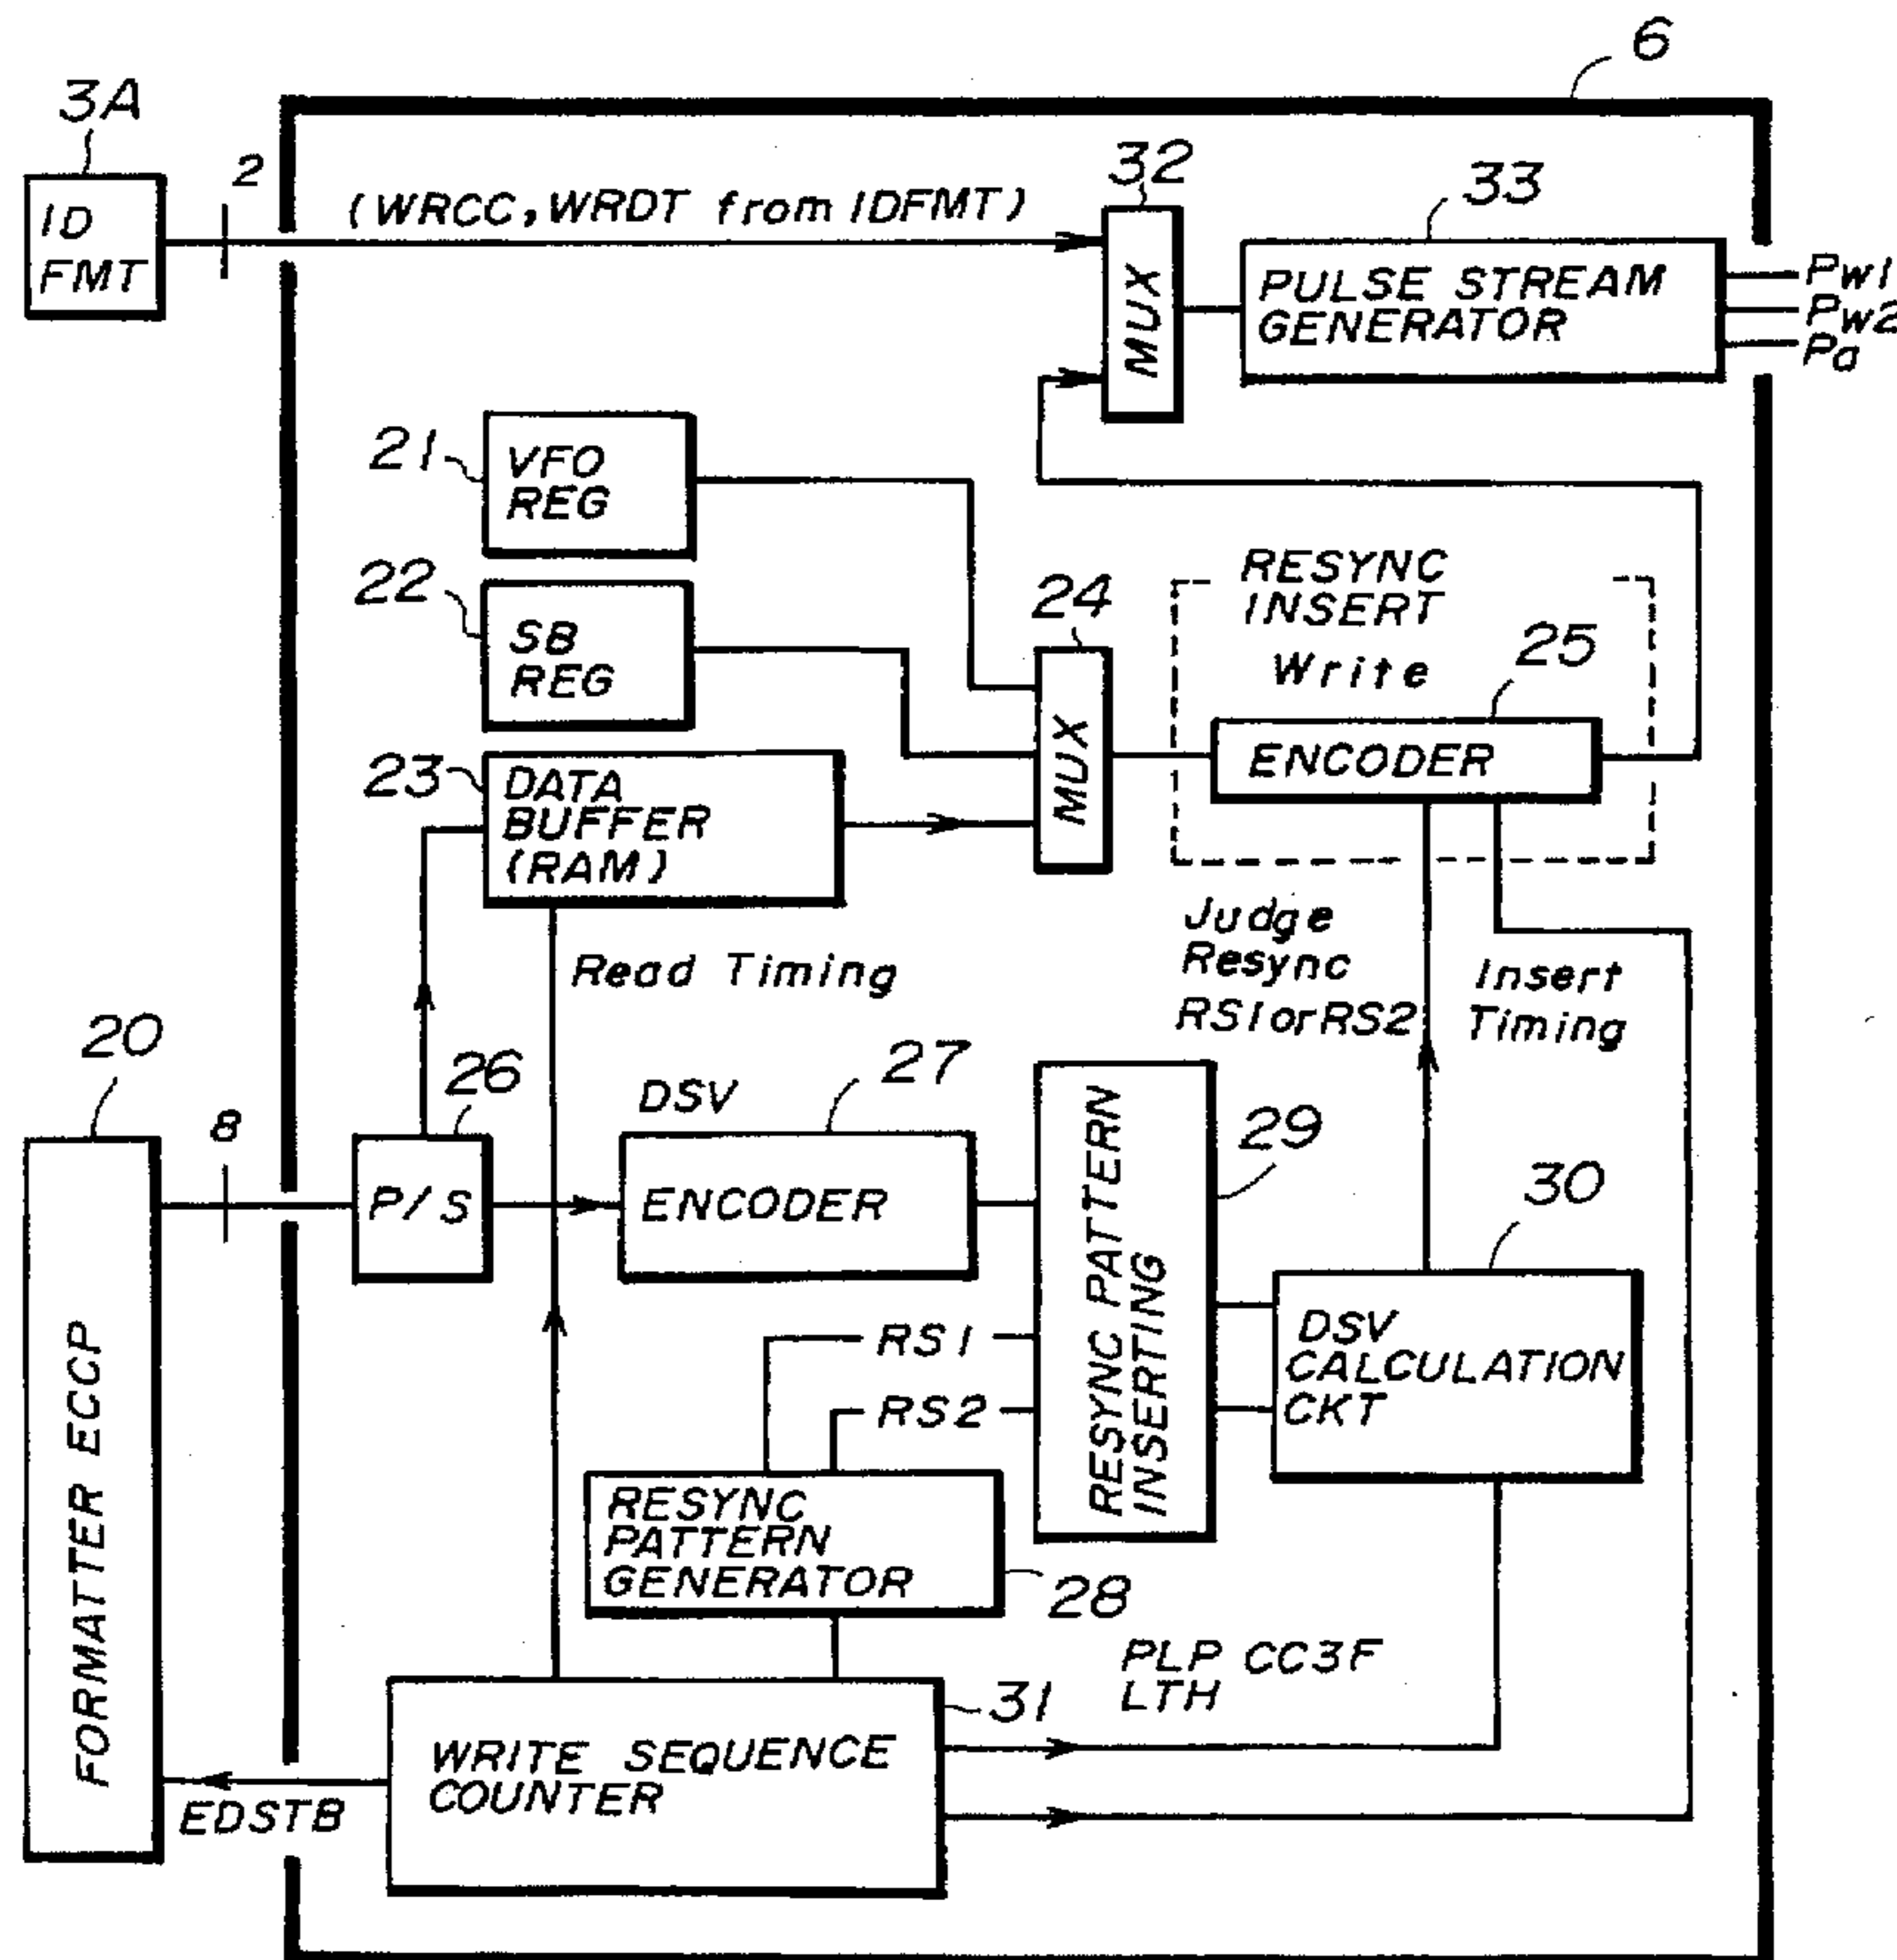 6
3A
2
32
33
ID
FMT
(WRCC, WRDT from IDFMT)
MUX
PULSE STREAM
GENERATOR
Pw1
Pw2
Pa
21
VFO
REG
22
SB
REG
24
MUX
RESYNC
INSERT
Write
25
ENCODER
23
DATA
BUFFER
(RAM)
Read Timing
Judge
Resync
RS1 or RS2
Insert
Timing
20
8
26
P/S
DSV
27
ENCODER
29
RESYNC PATTERN
INSERTING
30
DSV
CALCULATION
CKT
RS1
RS2
FORMATTER ECCP
RESYNC
PATTERN
GENERATOR
28
PLP CC3F
LTH
31
WRITE SEQUENCE
COUNTER
EDSTB